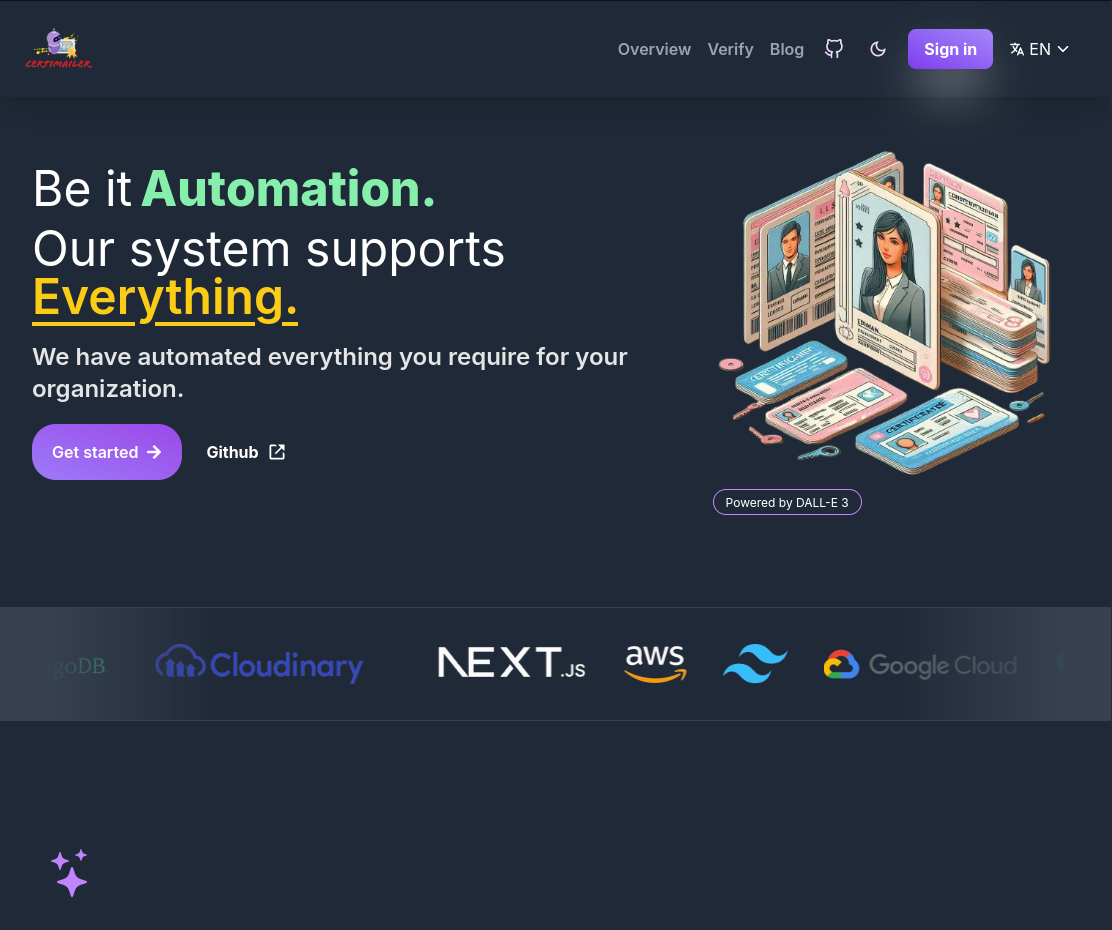 CERTIMAILER
Overview
Verify
Blog
Sign in
EN
Be it Automation.
Our system supports
Everything.
We have automated everything you require for your
organization.
Get started
Github
CERTIFICATE
Powered by DALL-E 3
goDB.
Cloudinary
NEXT.JS
aws
Google Cloud